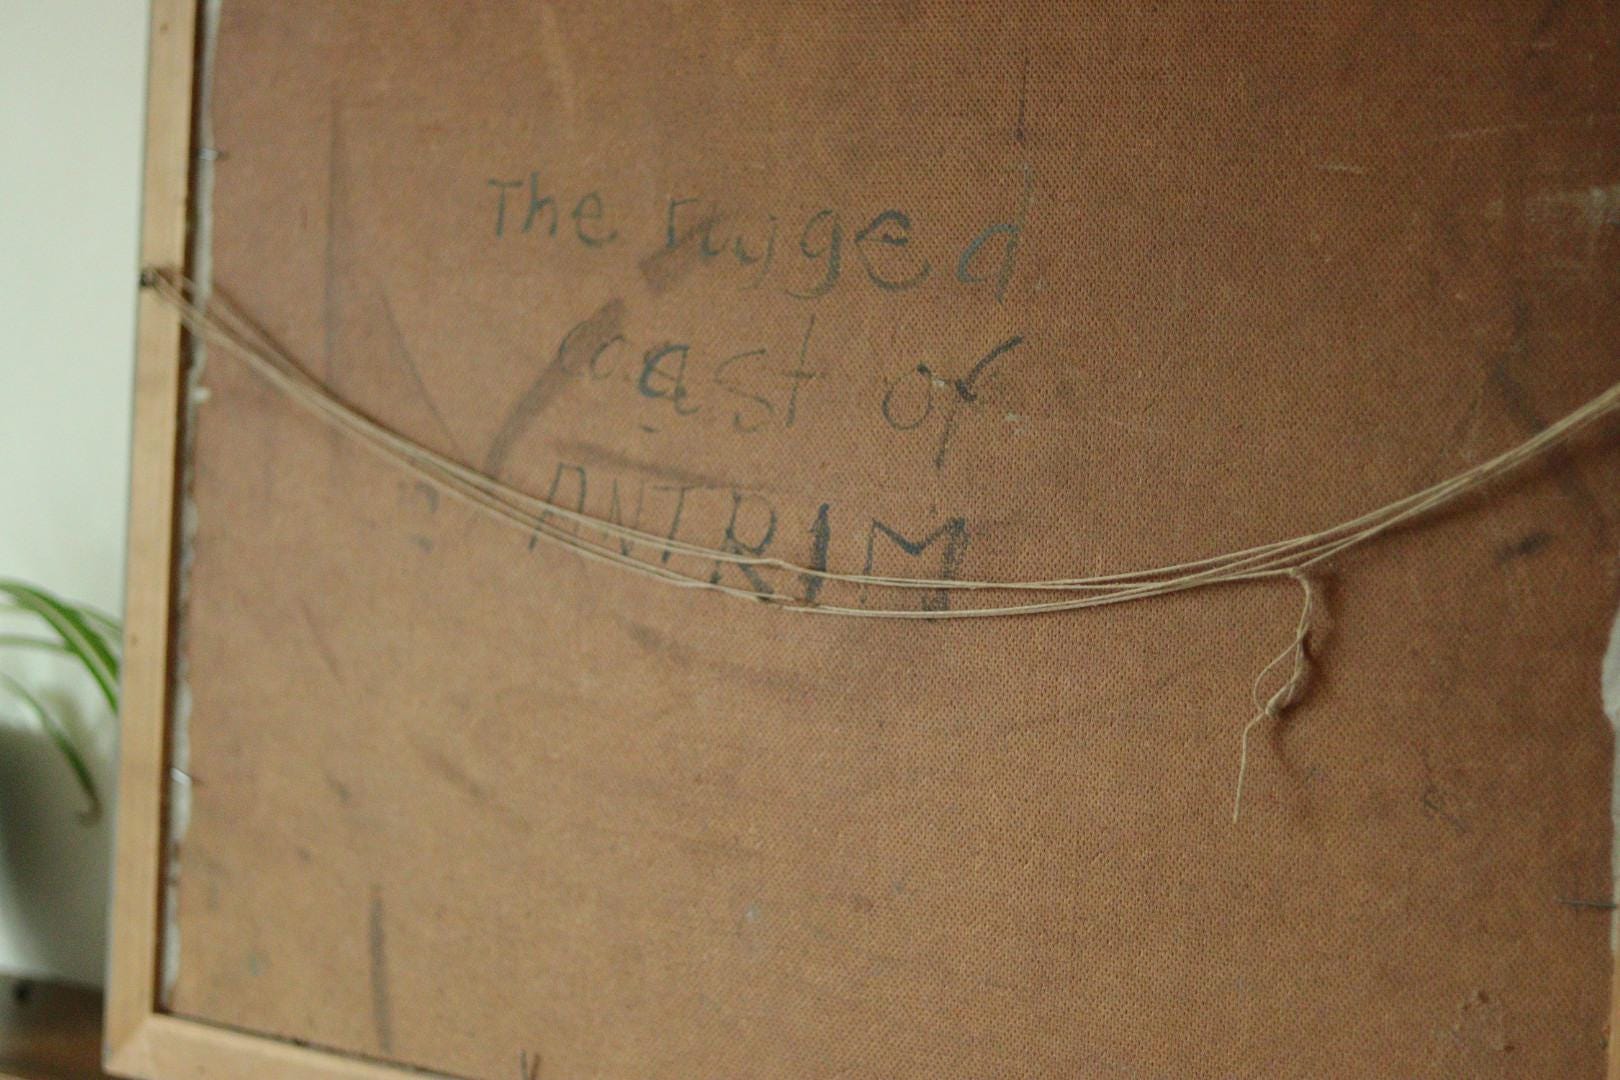 The rugged
coast of
ANTRIM